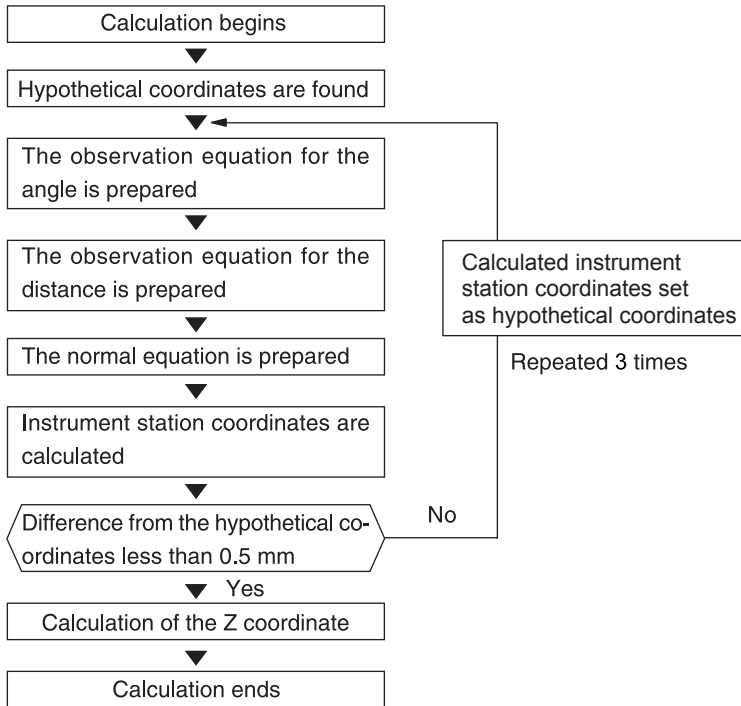 Calculation begins
Hypothetical coordinates are found
The observation equation for the
angle is prepared
The observation equation for the
distance is prepared
Calculated instrument
station coordinates set
as hypothetical coordinates
The normal equation is prepared
Repeated 3 times
Instrument station coordinates are
calculated
Difference from the hypothetical co-
ordinates less than 0.5 mm
No
Yes
Calculation of the Z coordinate
Calculation ends